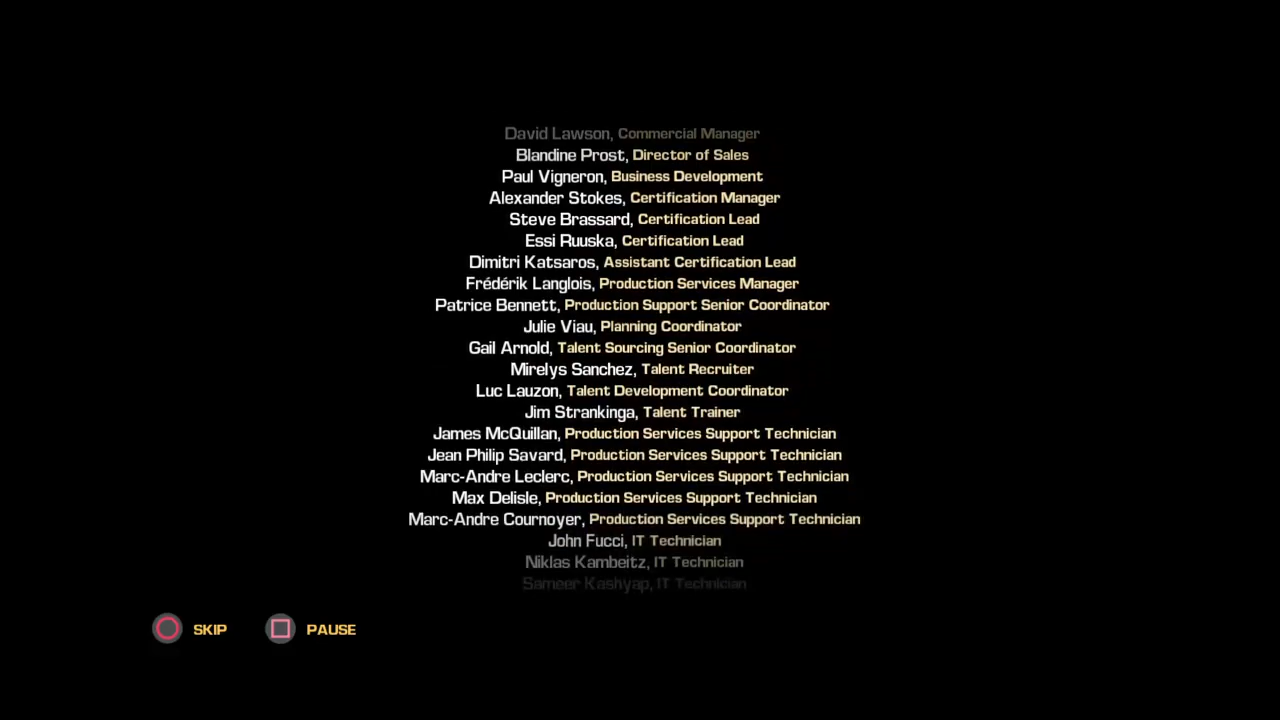 David Lawson, Commercial Manager
Blandine Prost, Director of Sales
Paul Vigneron, Business Development
Alexander Stokes, Certification Manager
Steve Brassard, Certification Lead
Essi Ruuska, Certification Lead
Dimitri Katsaros, Assistant Certification Lead
Frédérik Langlois, Production Services Manager
Patrice Bennett, Production Support Senior Coordinator
Julie Viau, Planning Coordinator
Gail Arnold, Talent Sourcing Senior Coordinator
Mirelys Sanchez, Talent Recruiter
Luc Lauzon, Talent Development Coordinator
Jim Strankinga, Talent Trainer
James McQuillan, Production Services Support Technician
Jean Philip Savard, Production Services Support Technician
Marc-Andre Leclerc, Production Services Support Technician
Max Delisle, Production Services Support Technician
Marc-Andre Cournoyer, Production Services Support Technician
John Fucci, IT Technician
Niklas Kambeitz, IT Technician
Sameer Kashyap, IT Technician
SKIP PAUSE